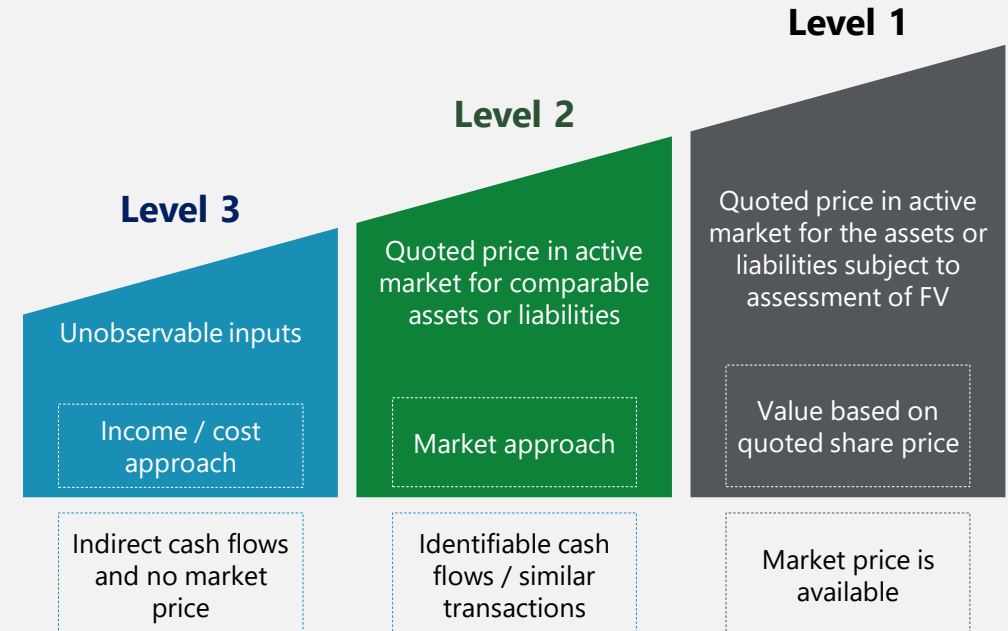 Level 3
Unobservable inputs
Income / cost
approach
Indirect cash flows
and no market
price
Level 2
Quoted price in active
market for comparable
assets or liabilities
Market approach
Identifiable cash
flows / similar
transactions
Level 1
Quoted price in active
market for the assets or
liabilities subject to
assessment of FV
Value based on
quoted share price
Market price is
available